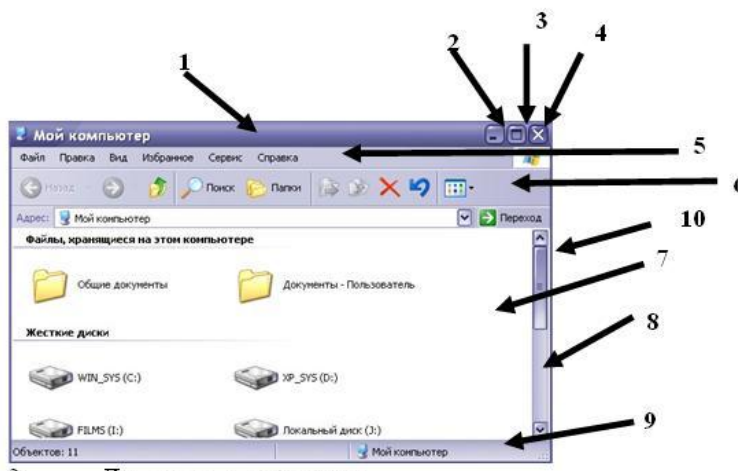 3
2
4
1
Мой компьютер
Файл Правка Вид Избранное Сервис Справка
5
Назад Поиск Папки
Адрес: Мой компьютер Переход
10
Файлы, хранящиеся на этом компьютере
7
Общие документы Документы - Пользователь
8
Жесткие диски
WIN_SYS (C:) XP_SYS (D:)
9
FILMS (I:) Локальный диск (J:)
Объектов: 11 Мой компьютер